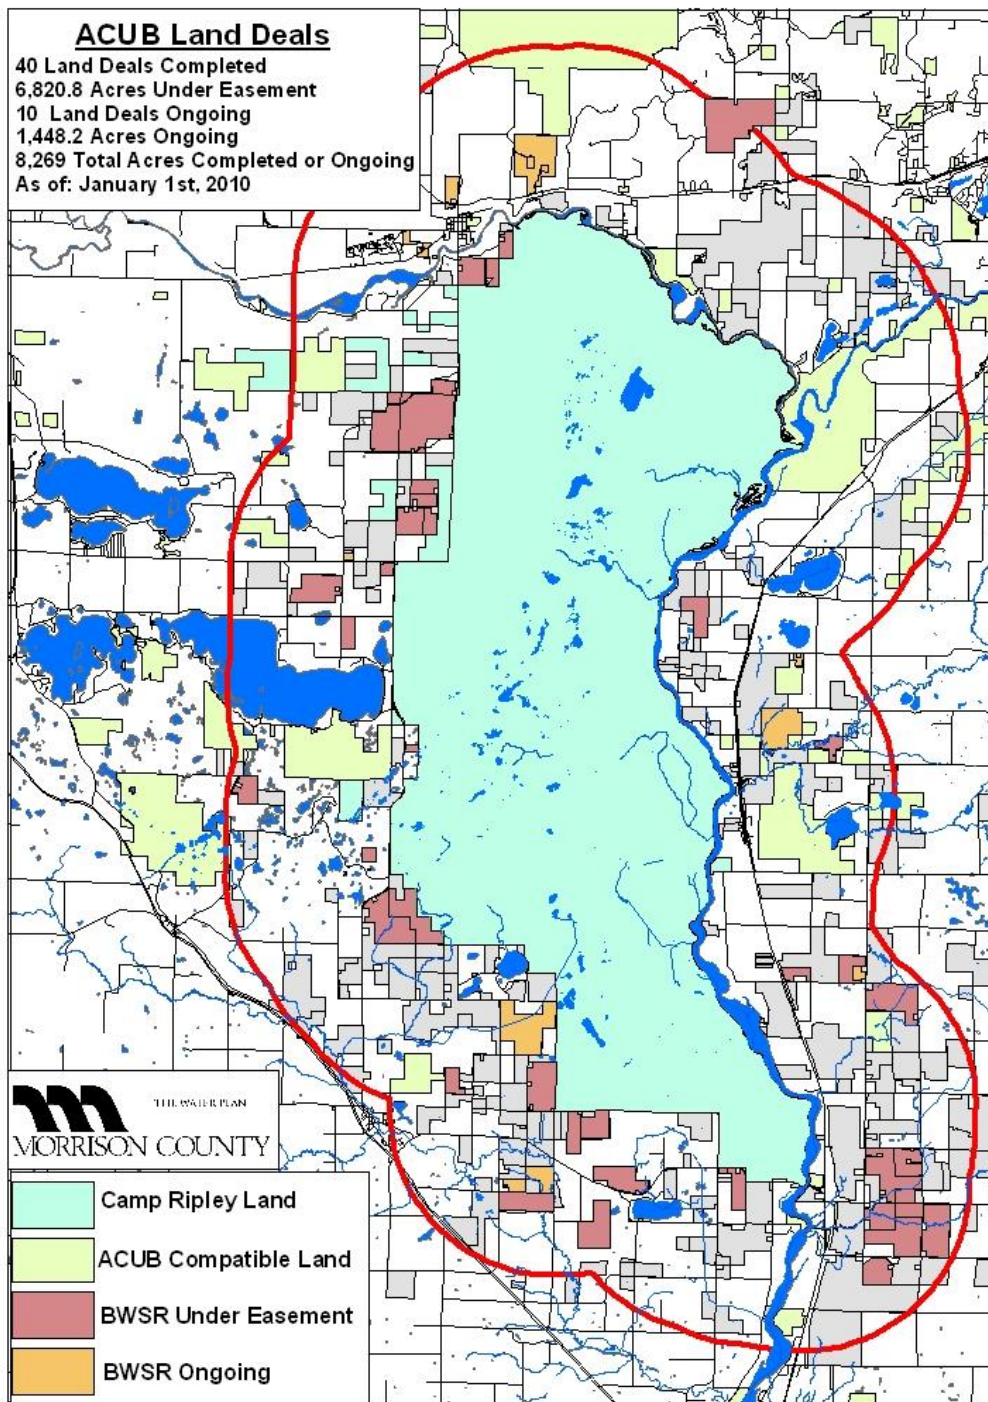 ACUB Land Deals
40 Land Deals Completed
6,820.8 Acres Under Easement
10 Land Deals Ongoing
1,448.2 Acres Ongoing
8,269 Total Acres Completed or Ongoing
As of: January 1st, 2010
THE WATER PLAN
MORRISON COUNTY
Camp Ripley Land
ACUB Compatible Land
BWSR Under Easement
BWSR Ongoing